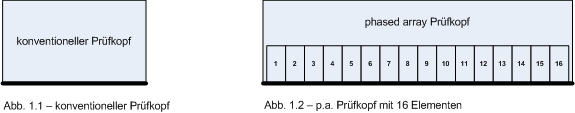 konventioneller Prüfkopf
phased array Prüfkopf
1 2 3 4 5 6 7 8 9 10 11 12 13 14 15 16
Abb. 1.1 – konventioneller Prüfkopf
Abb. 1.2 – p.a. Prüfkopf mit 16 Elementen